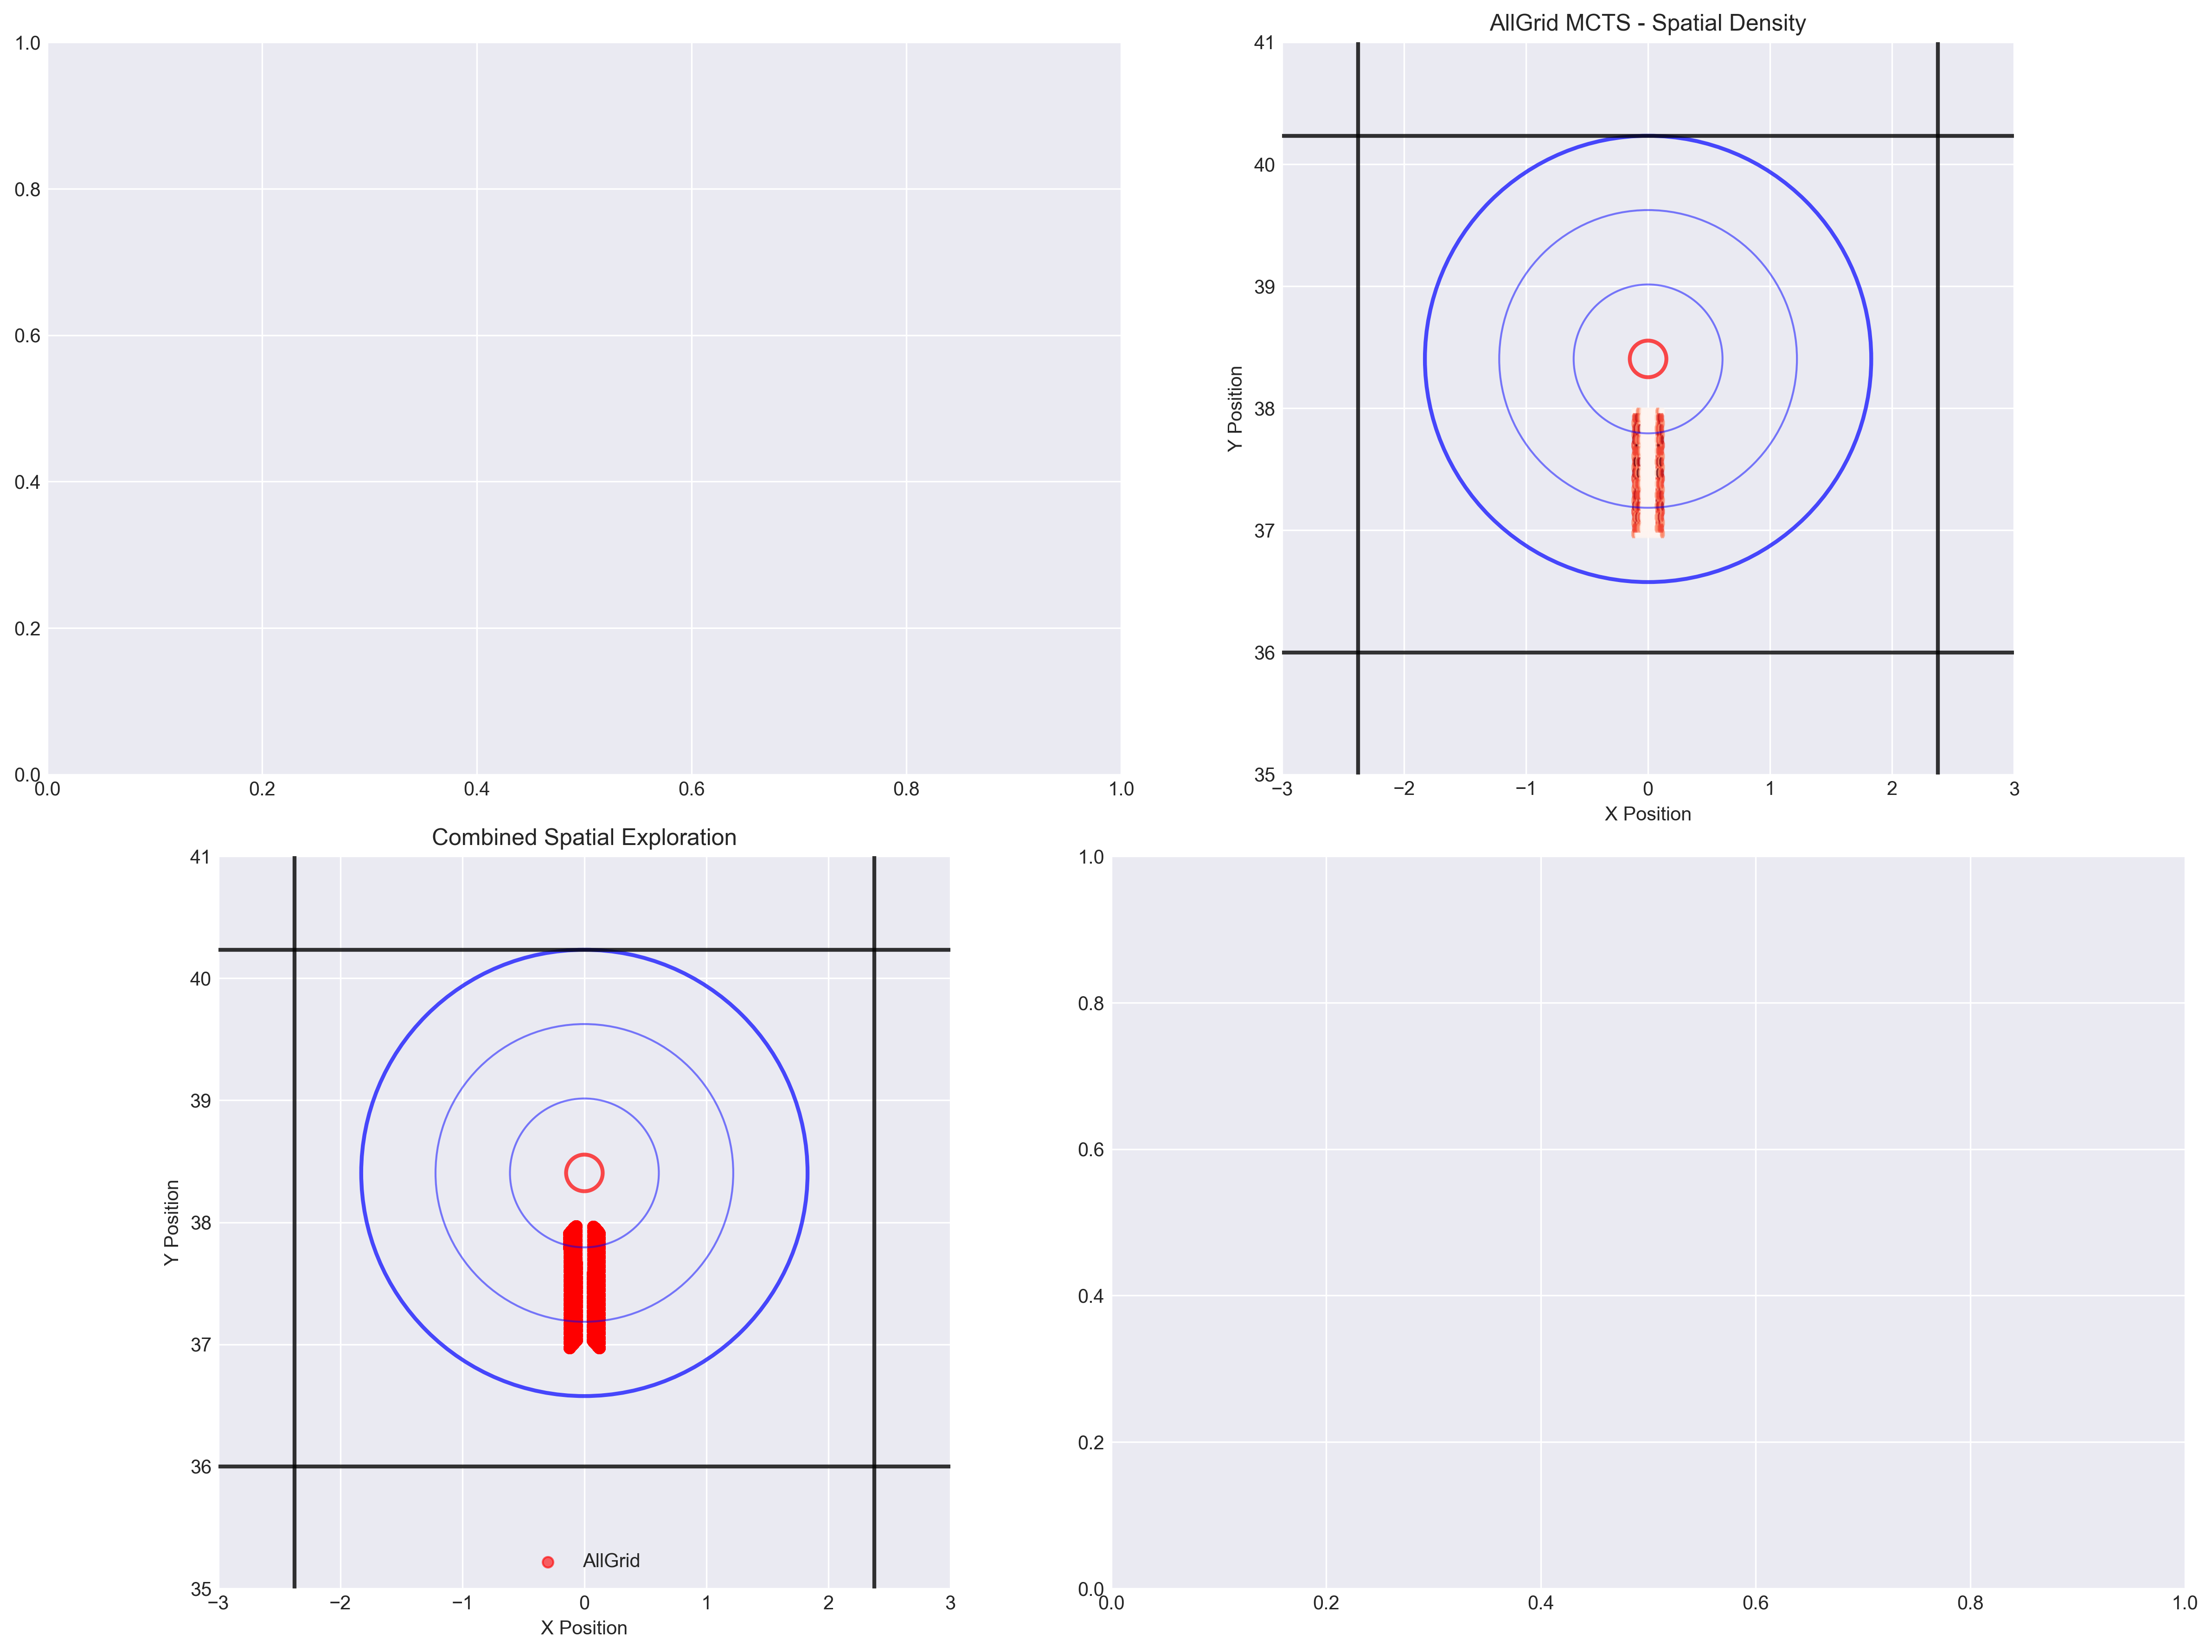 AllGrid MCTS - Spatial Density
1.0
0.8
0.6
0.4
0.2
0.0
0.0 0.2 0.4 0.6 0.8 1.0
41
40
39
38
37
36
35
Y Position
−3 −2 −1 0 1 2 3
X Position
Combined Spatial Exploration
41
40
39
38
37
36
35
Y Position
AllGrid
−3 −2 −1 0 1 2 3
X Position
1.0
0.8
0.6
0.4
0.2
0.0
0.0 0.2 0.4 0.6 0.8 1.0